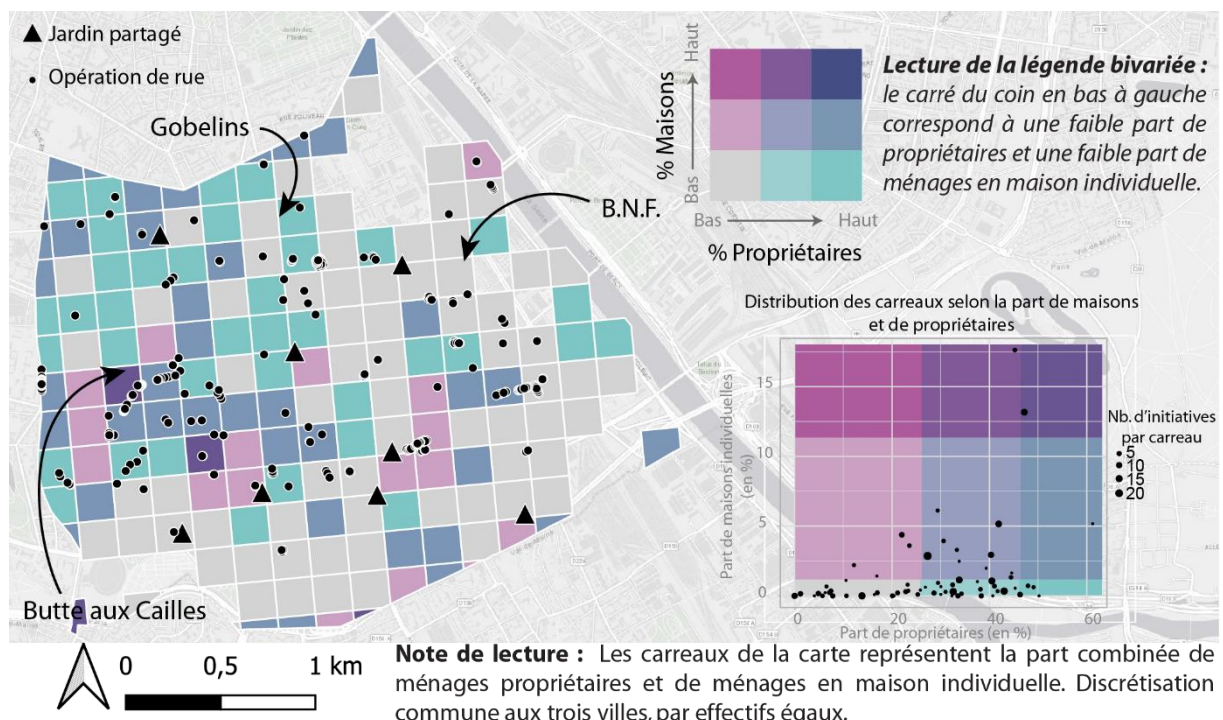 Jardin partagé
Opération de rue
Gobelins
B.N.F.
Butte aux Cailles
% Maisons
Haut
Bas
Bas
Haut
% Propriétaires
Lecture de la légende bivariée :
le carré du coin en bas à gauche
correspond à une faible part de
propriétaires et une faible part de
ménages en maison individuelle.
Distribution des carreaux selon la part de maisons
et de propriétaires
Part de maisons individuelles
(en %)
15
10
5
0
0
20
40
60
Part de propriétaires (en %)
Nb. d'initiatives
par carreau
5
10
15
20
0
0,5
1 km
Note de lecture : Les carreaux de la carte représentent la part combinée de
ménages propriétaires et de ménages en maison individuelle. Discrétisation
commune aux trois villes, par effectifs égaux.